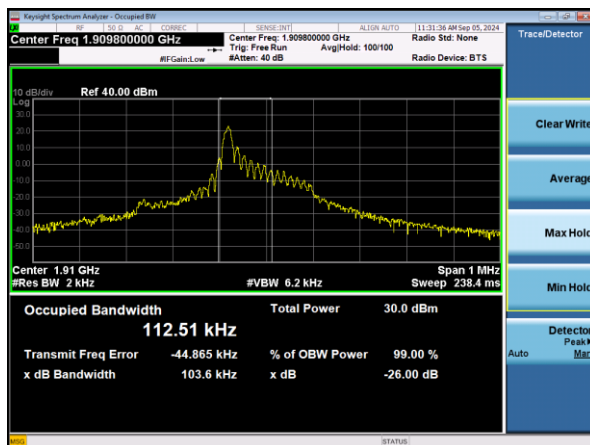 Keysight Spectrum Analyzer - Occupied BW
RF 50 Ω AC CORREC SENSE:INT ALIGN AUTO 11:31:36 AM Sep 05, 2024
Center Freq 1.909800000 GHz
Center Freq: 1.909800000 GHz Radio Std: None
Trig: Free Run Avg|Hold: 100/100
#IFGain:Low #Atten: 40 dB Radio Device: BTS
10 dB/div Ref 40.00 dBm
Log
30.0
20.0
10.0
0.00
-10.0
-20.0
-30.0
-40.0
-50.0
Center 1.91 GHz Span 1 MHz
#Res BW 2 kHz #VBW 6.2 kHz Sweep 238.4 ms
Occupied Bandwidth Total Power 30.0 dBm
112.51 kHz
Transmit Freq Error -44.865 kHz % of OBW Power 99.00 %
x dB Bandwidth 103.6 kHz x dB -26.00 dB
MSG STATUS
Trace/Detector
Clear Write
Average
Max Hold
Min Hold
Detector
Peak
Auto Man